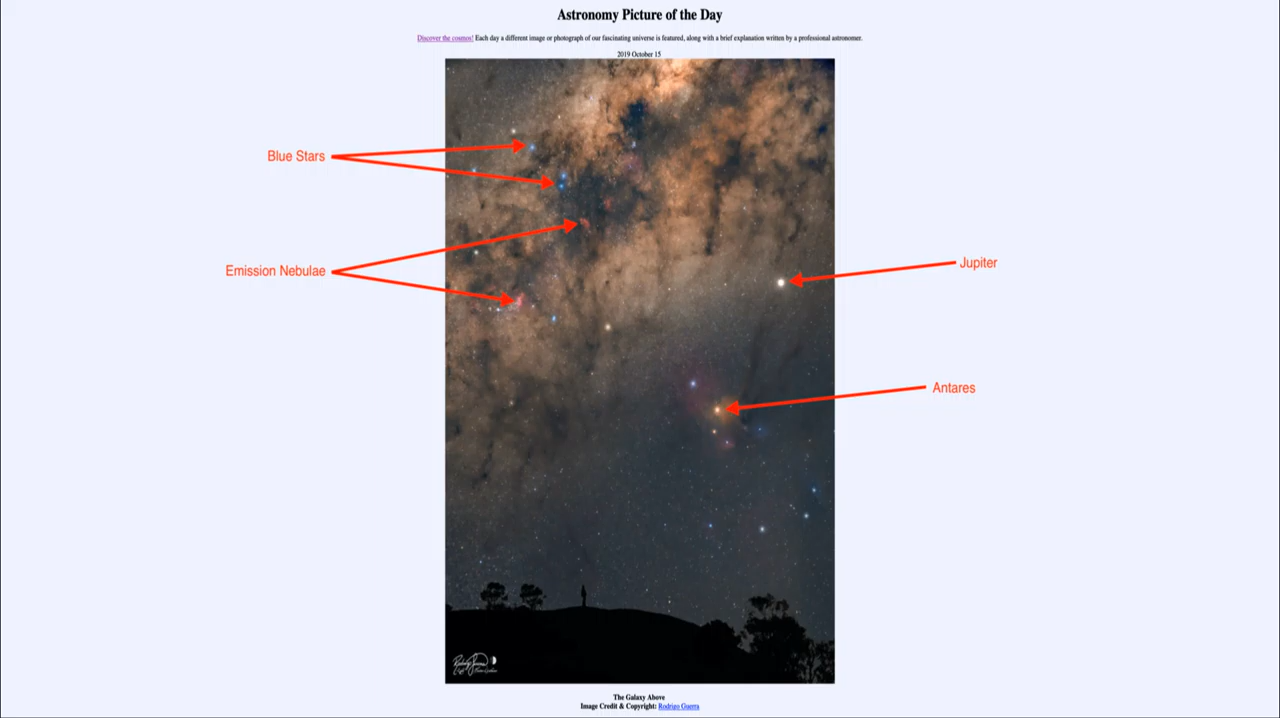 Astronomy Picture of the Day
Discover the cosmos! Each day a different image or photograph of our fascinating universe is featured, along with a brief explanation written by a professional astronomer.
2019 October 15
Blue Stars
Emission Nebulae
Jupiter
Antares
The Galaxy Above
Image Credit & Copyright: Rodrigo Guerra